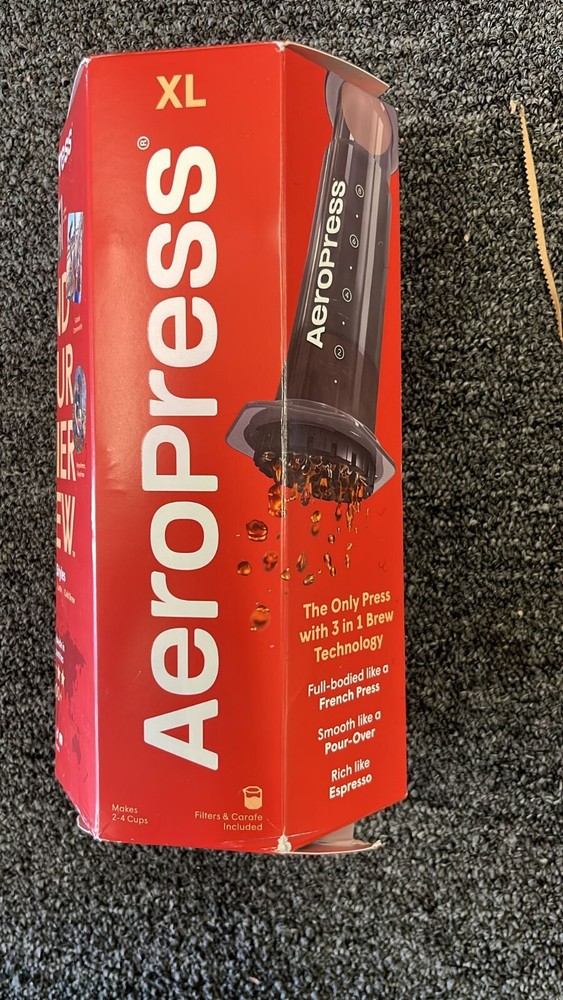 XL
AeroPress®
Makes
2-4 Cups
Filters & Carafe
Included
AeroPress
The Only Press
with 3 in 1 Brew
Technology
Full-bodied like a
French Press
Smooth like a
Pour-Over
Rich like
Espresso